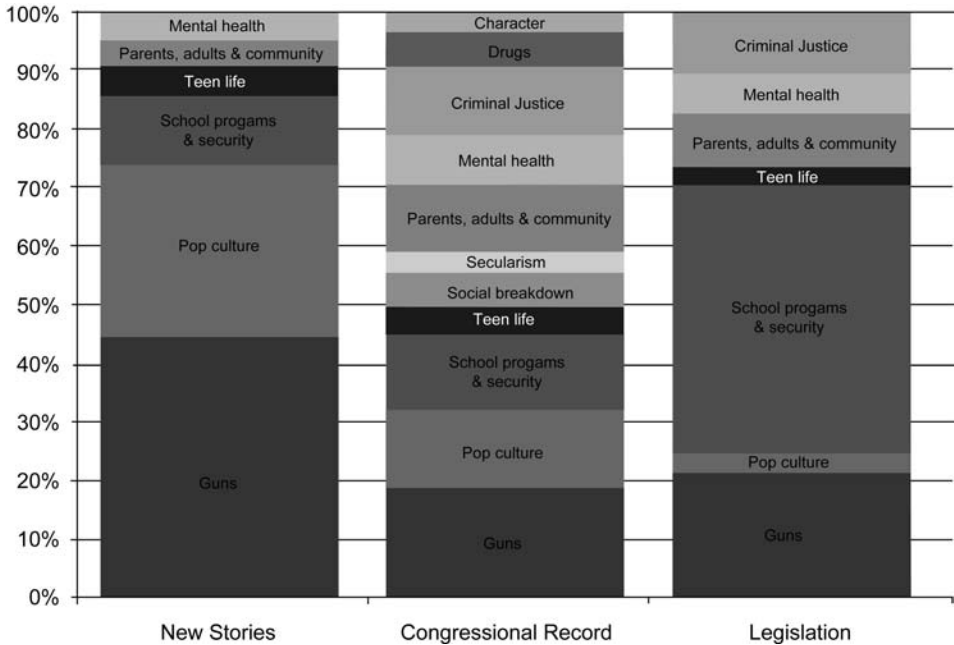 100%
90%
80%
70%
60%
50%
40%
30%
20%
10%
0%
Mental health
Parents, adults & community
Teen life
School progams
& security
Pop culture
Guns
Character
Drugs
Criminal Justice
Mental health
Parents, adults & community
Secularism
Social breakdown
Teen life
School progams
& security
Pop culture
Guns
Criminal Justice
Mental health
Parents, adults & community
Teen life
School progams
& security
Pop culture
Guns
New Stories
Congressional Record
Legislation